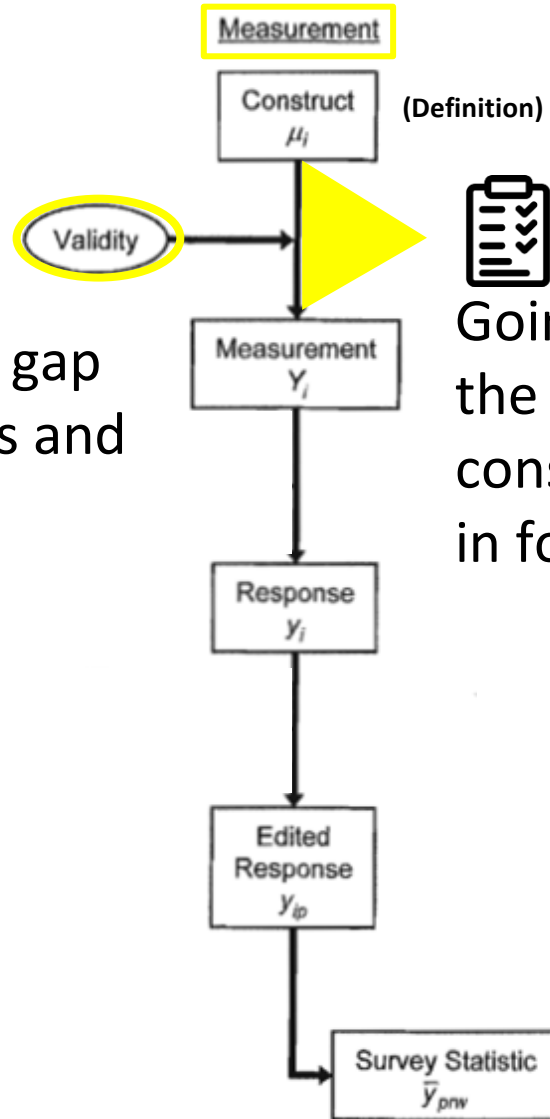 Measurement
Construct
μi
(Definition)
Validity
Measurement
Yi
gap
s and
the
in fo
Response
yi
Edited
Response
yip
Survey Statistic
ȳprw